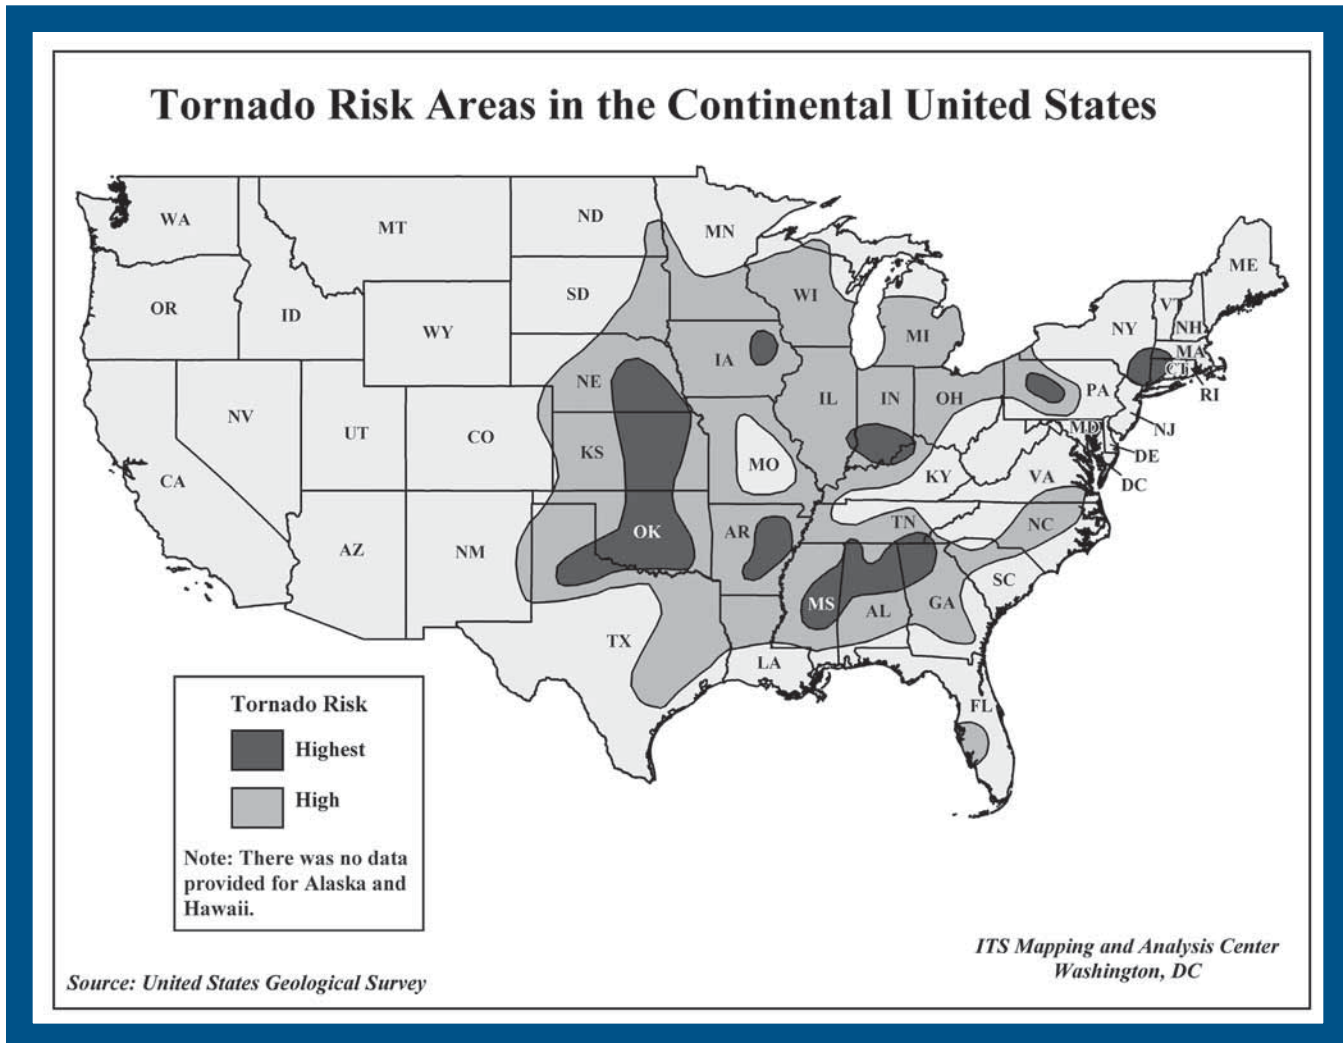 Tornado Risk Areas in the Continental United States
WA
MT
ND
MN
ME
OR
ID
WY
SD
WI
MI
NY
VT
NH
MA
CT
RI
NV
UT
CO
NE
IA
IL
IN
OH
PA
NJ
MD
DE
DC
CA
AZ
NM
KS
MO
KY
VA
OK
AR
TN
NC
SC
TX
LA
MS
AL
GA
FL
Tornado Risk
Highest
High
Note: There was no data
provided for Alaska and
Hawaii.
ITS Mapping and Analysis Center
Washington, DC
Source: United States Geological Survey